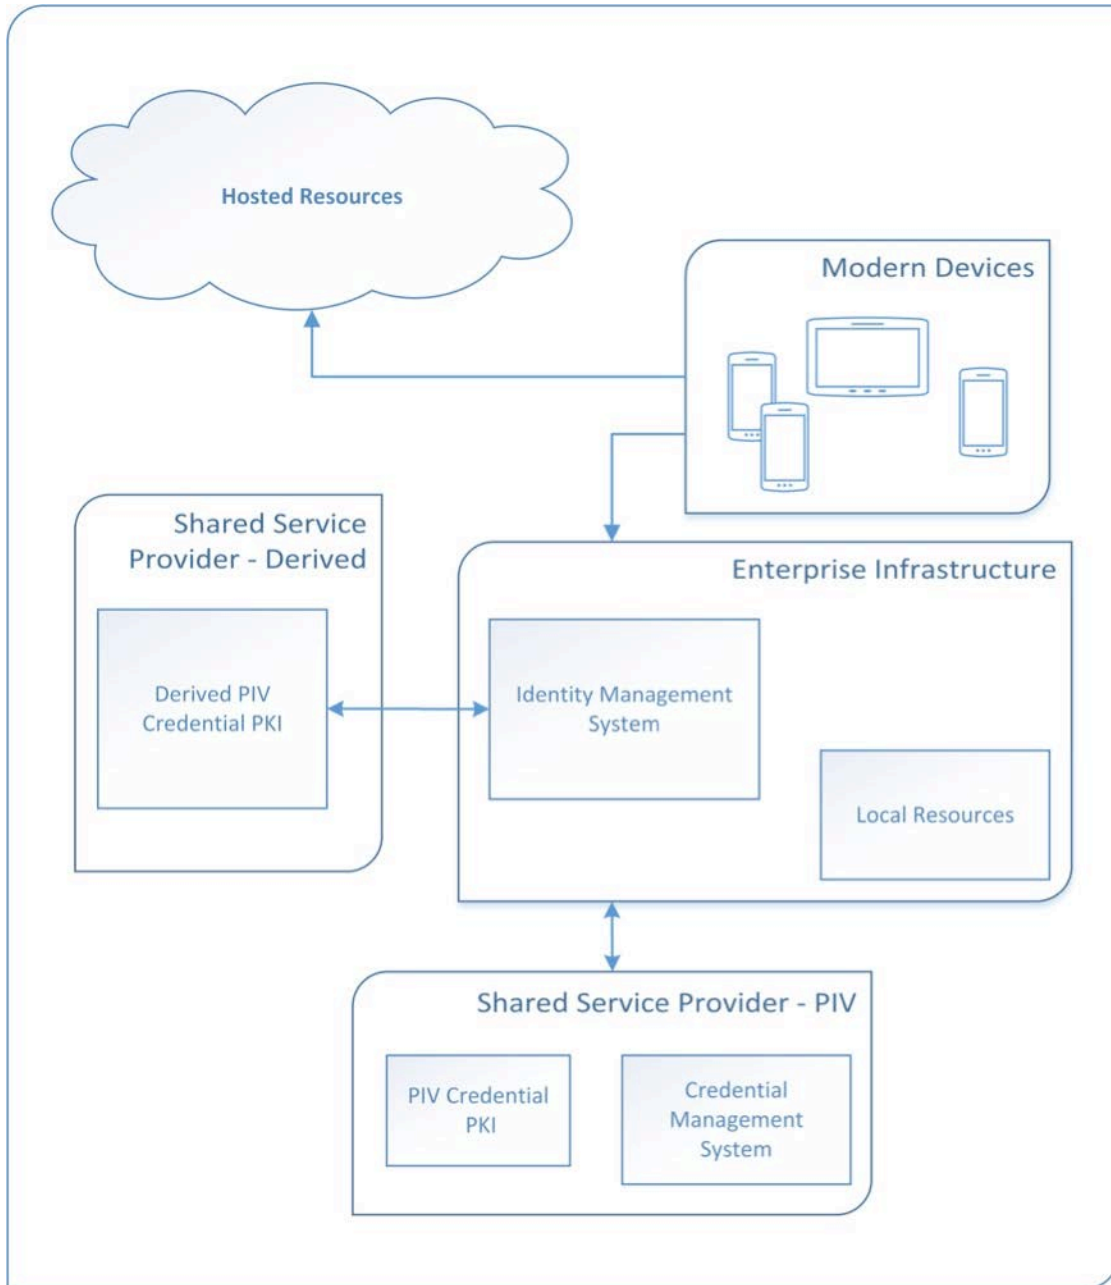 Hosted Resources
Modern Devices
Shared Service
Provider - Derived
Enterprise Infrastructure
Derived PIV
Credential PKI
Identity Management
System
Local Resources
Shared Service Provider - PIV
PIV Credential
PKI
Credential
Management
System